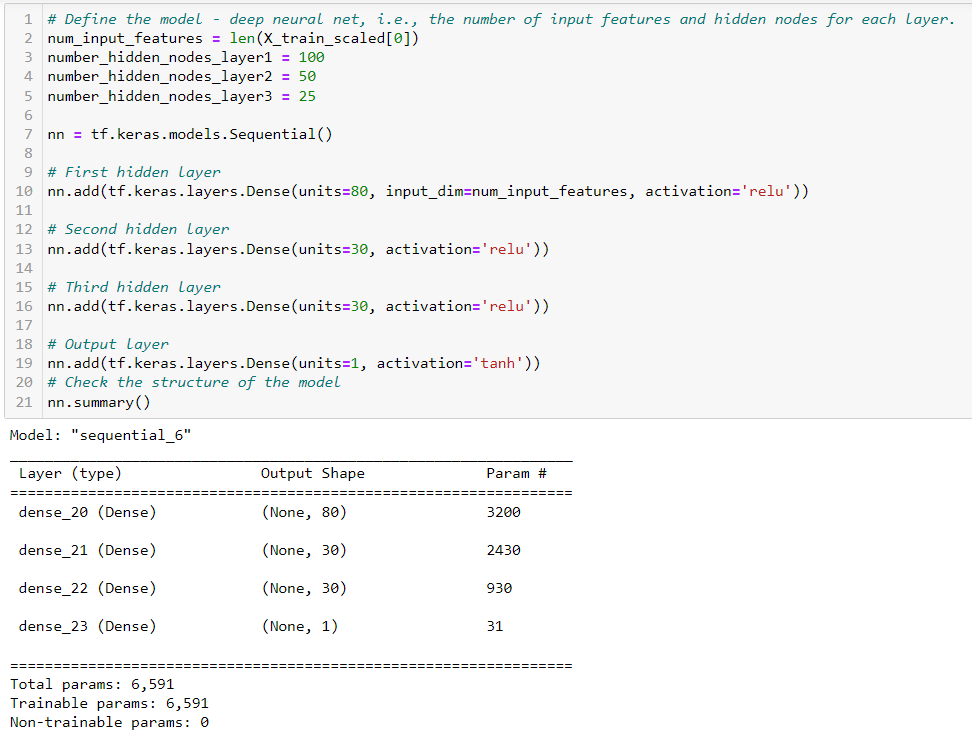 1 # Define the model - deep neural net, i.e., the number of input features and hidden nodes for each layer.
2 num_input_features = len(X_train_scaled[0])
3 number_hidden_nodes_layer1 = 100
4 number_hidden_nodes_layer2 = 50
5 number_hidden_nodes_layer3 = 25
6
7 nn = tf.keras.models.Sequential()
8
9 # First hidden layer
10 nn.add(tf.keras.layers.Dense(units=80, input_dim=num_input_features, activation='relu'))
11
12 # Second hidden layer
13 nn.add(tf.keras.layers.Dense(units=30, activation='relu'))
14
15 # Third hidden layer
16 nn.add(tf.keras.layers.Dense(units=30, activation='relu'))
17
18 # Output layer
19 nn.add(tf.keras.layers.Dense(units=1, activation='tanh'))
20 # Check the structure of the model
21 nn.summary()
Model: "sequential_6"
_________________________________________________________________
Layer (type) Output Shape Param #
=================================================================
dense_20 (Dense) (None, 80) 3200
dense_21 (Dense) (None, 30) 2430
dense_22 (Dense) (None, 30) 930
dense_23 (Dense) (None, 1) 31
=================================================================
Total params: 6,591
Trainable params: 6,591
Non-trainable params: 0